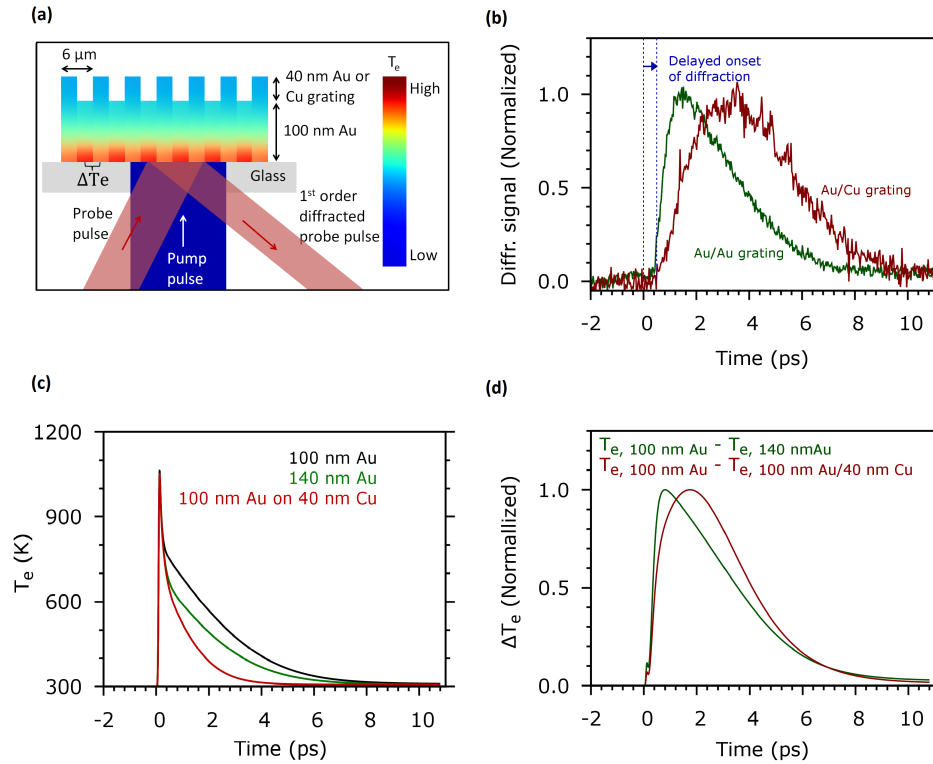 (a)
6 μm
40 nm Au or
Cu grating
100 nm Au
ΔTe
Glass
Probe
pulse
Pump
pulse
1st order
diffracted
probe pulse
Te
High
Low
(b)
Delayed onset
of diffraction
Au/Cu grating
Au/Au grating
Diffr. signal (Normalized)
1.0
0.5
0.0
-2 0 2 4 6 8 10
Time (ps)
(c)
100 nm Au
140 nm Au
100 nm Au on 40 nm Cu
Te (K)
1200
900
600
300
-2 0 2 4 6 8 10
Time (ps)
(d)
Te, 100 nm Au - Te, 140 nmAu
Te, 100 nm Au - Te, 100 nm Au/40 nm Cu
ΔTe (Normallized)
1.0
0.5
0.0
-2 0 2 4 6 8 10
Time (ps)